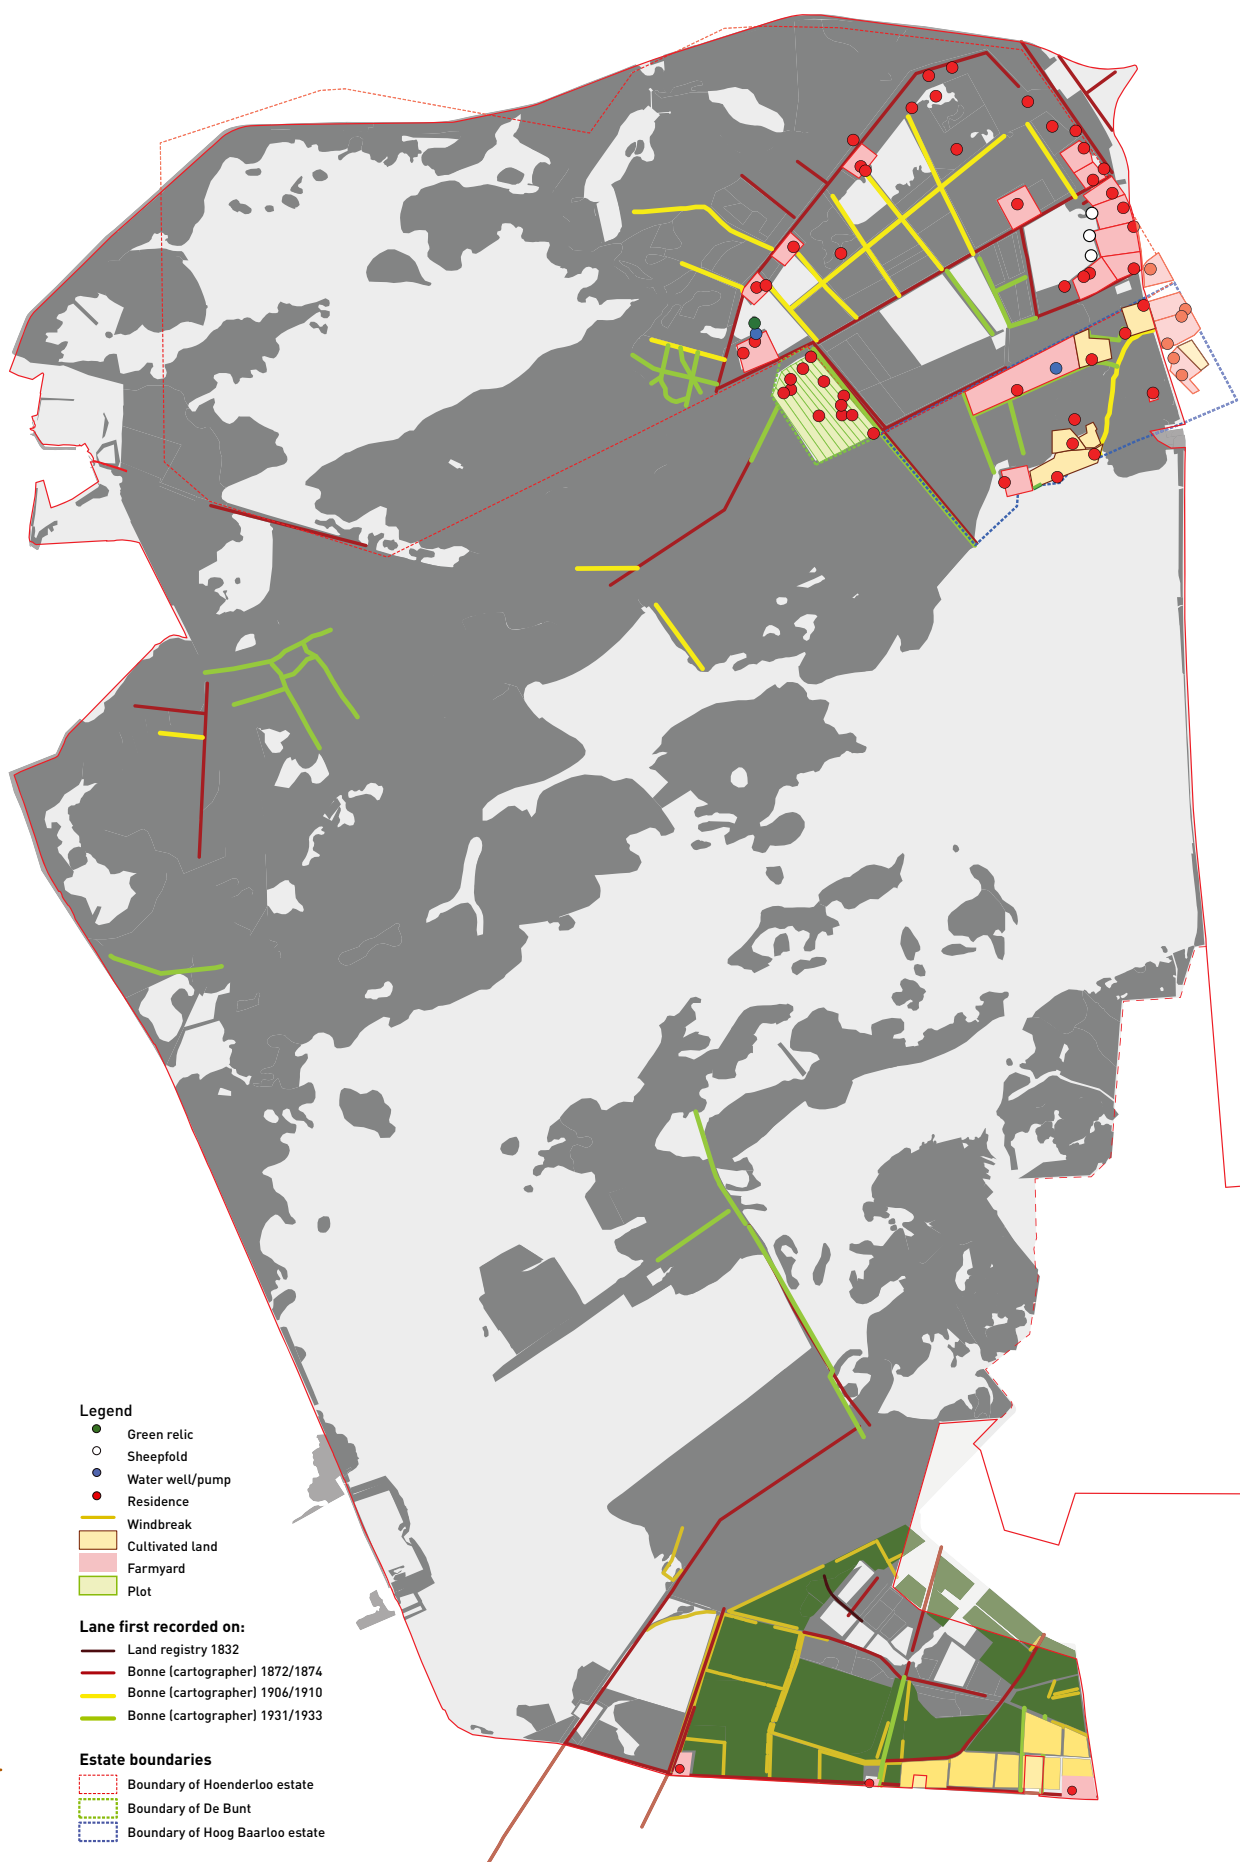 Legend
Green relic
Sheepfold
Water well/pump
Residence
Windbreak
Cultivated land
Farmyard
Plot
Lane first recorded on:
Land registry 1832
Bonne (cartographer) 1872/1874
Bonne (cartographer) 1906/1910
Bonne (cartographer) 1931/1933
Estate boundaries
Boundary of Hoenderloo estate
Boundary of De Bunt
Boundary of Hoog Baarloo estate